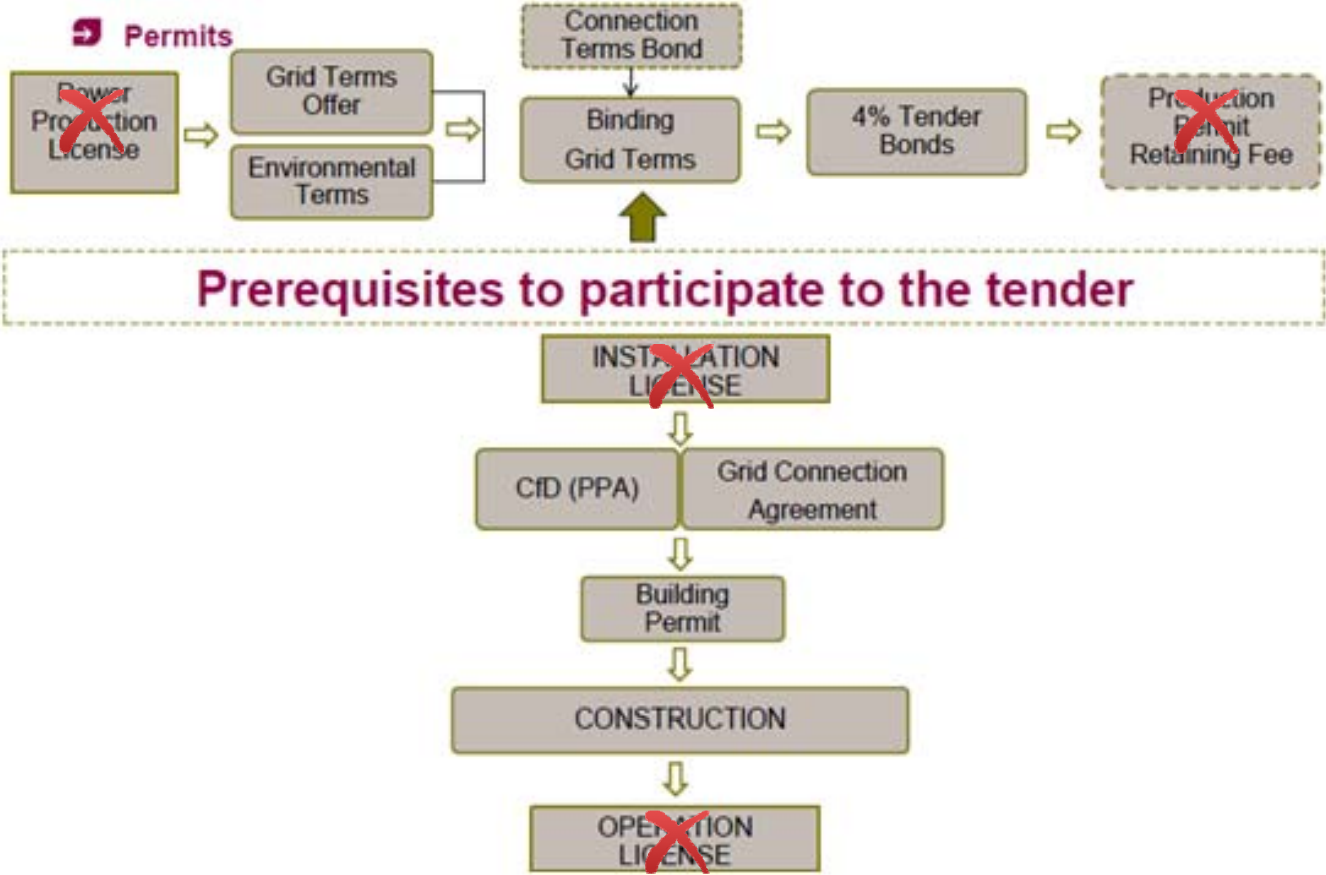 Permits
Power
Production
License
Grid Terms
Offer
Environmental
Terms
Connection
Terms Bond
Binding
Grid Terms
4% Tender
Bonds
Production
Permit
Retaining Fee
Prerequisites to participate to the tender
INSTALLATION
LICENSE
CfD (PPA)
Grid Connection
Agreement
Building
Permit
CONSTRUCTION
OPERATION
LICENSE